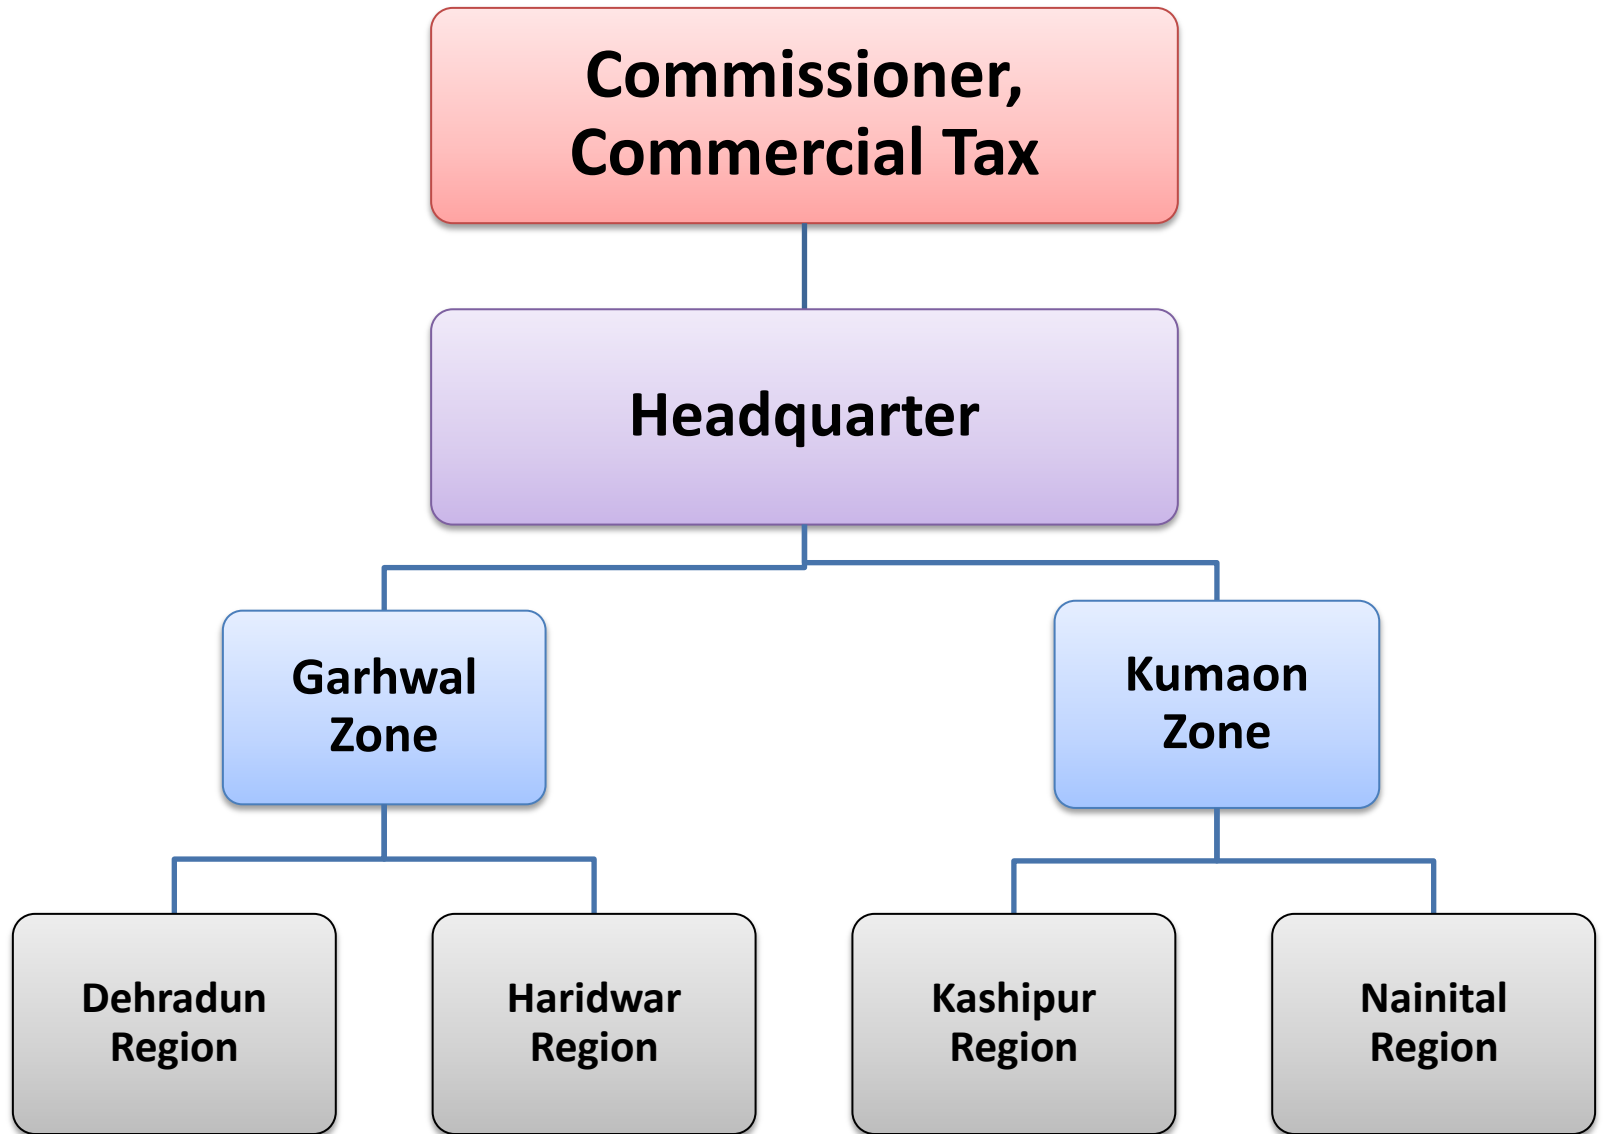 Commissioner,
Commercial Tax
Headquarter
Garhwal
Zone
Kumaon
Zone
Dehradun
Region
Haridwar
Region
Kashipur
Region
Nainital
Region